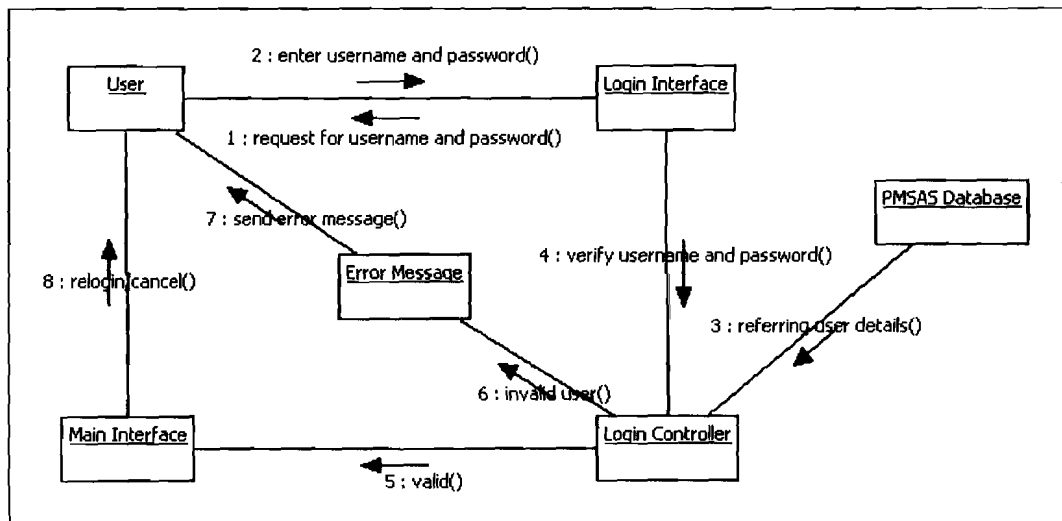 2 : enter username and password()
User
Login Interface
1 : request for username and password()
PMSAS Database
7 : send error message()
4 : verify username and password()
Error Message
8 : relogin/cancel()
3 : referring user details()
6 : invalid user()
Main Interface
Login Controller
5 : valid()